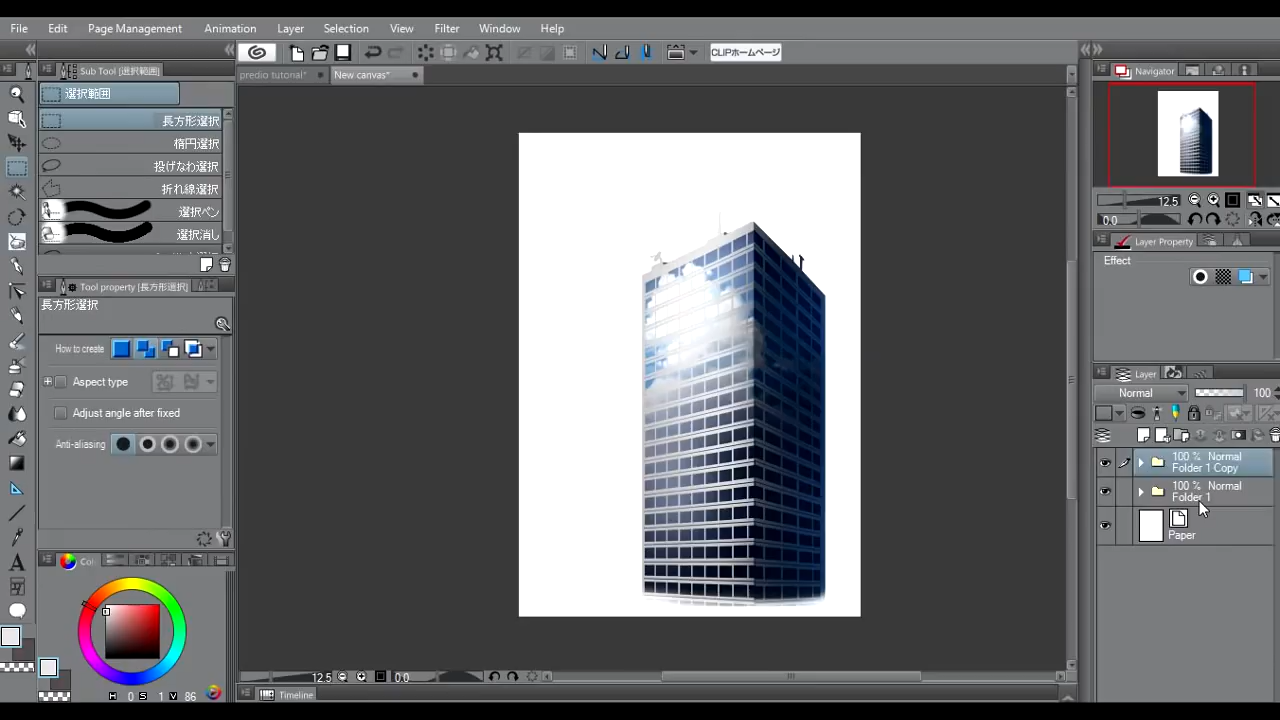 File Edit Page Management Animation Layer Selection View Filter Window Help
Sub Tool [選択範囲]
CLIPホームページ
predio tutorial*
New canvas*
Navigator
選択範囲
長方形選択
楕円選択
投げなわ選択
折れ線選択
選択ペン
選択消し
12.5
0.0
Layer Property
Effect
Tool property [長方形選択]
長方形選択
How to create
Aspect type
Adjust angle after fixed
Anti-aliasing
Layer
Normal
100
100 % Normal
Folder 1 Copy
100 % Normal
Folder 1
Paper
Col
12.5
0.0
H 0 S 1 V 86
Timeline